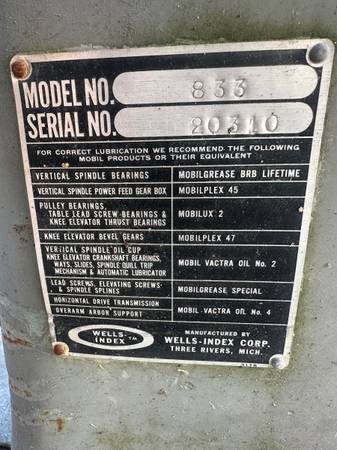 MODEL NO. 833
SERIAL NO. 20310
FOR CORRECT LUBRICATION WE RECOMMEND THE FOLLOWING
MOBIL PRODUCTS OR THEIR EQUIVALENT
VERTICAL SPINDLE BEARINGS MOBILGREASE BRB LIFETIME
VERTICAL SPINDLE POWER FEED GEAR BOX MOBILPLEX 45
PULLEY BEARINGS,
TABLE LEAD SCREW BEARINGS &
KNEE ELEVATOR THRUST BEARINGS
MOBILUX 2
KNEE ELEVATOR BEVEL GEARS MOBILPLEX 47
VERTICAL SPINDLE OIL CUP
KNEE ELEVATOR CRANKSHAFT BEARINGS,
WAYS, SLIDES, SPINDLE QUILL TRIP
MECHANISM & AUTOMATIC LUBRICATOR
MOBIL VACTRA OIL No. 2
LEAD SCREWS, ELEVATING SCREWS
& SPINDLE SPLINES
MOBILGREASE SPECIAL
HORIZONTAL DRIVE TRANSMISSION
OVERARM ARBOR SUPPORT
MOBIL VACTRA OIL No. 4
WELLS-
INDEX™
MANUFACTURED BY
WELLS-INDEX CORP.
THREE RIVERS, MICH.